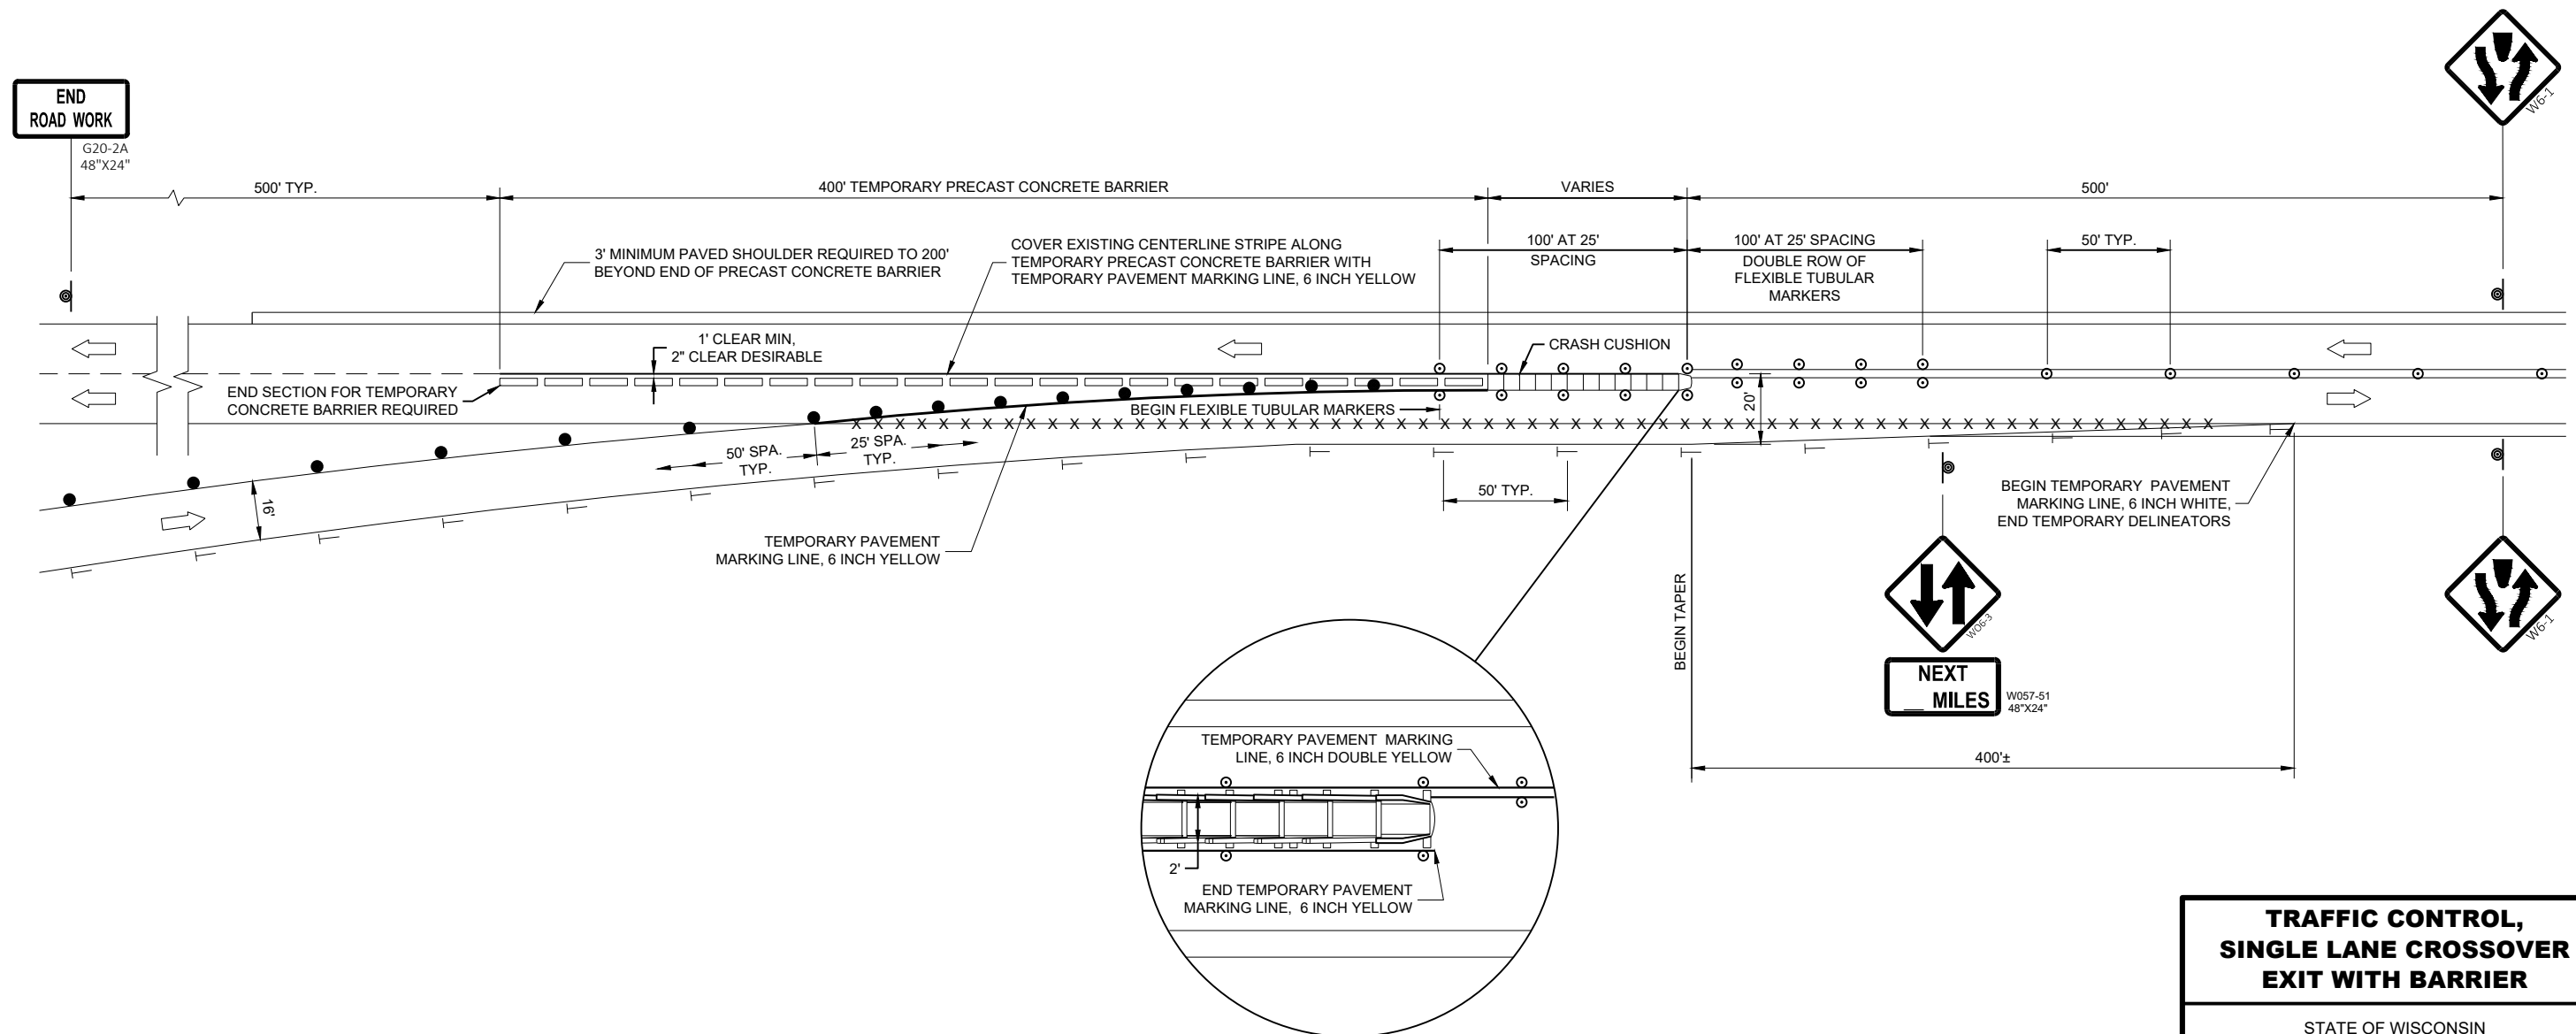 END
ROAD WORK
G20-2A
48"X24"
W6-1
500' TYP.
400' TEMPORARY PRECAST CONCRETE BARRIER
VARIES
500'
3' MINIMUM PAVED SHOULDER REQUIRED TO 200'
BEYOND END OF PRECAST CONCRETE BARRIER
COVER EXISTING CENTERLINE STRIPE ALONG
TEMPORARY PRECAST CONCRETE BARRIER WITH
TEMPORARY PAVEMENT MARKING LINE, 6 INCH YELLOW
100' AT 25'
SPACING
100' AT 25' SPACING
DOUBLE ROW OF
FLEXIBLE TUBULAR
MARKERS
50' TYP.
1' CLEAR MIN,
2" CLEAR DESIRABLE
CRASH CUSHION
END SECTION FOR TEMPORARY
CONCRETE BARRIER REQUIRED
BEGIN FLEXIBLE TUBULAR MARKERS
20'
X X X X X X X X X X X X X X X X X X X X X X X X X X X X X X X X X X X X X X X X X X X X X X X X X X X X X X X X X X X X X X X
50' SPA.
TYP.
25' SPA.
TYP.
16'
50' TYP.
BEGIN TEMPORARY PAVEMENT
MARKING LINE, 6 INCH WHITE,
END TEMPORARY DELINEATORS
TEMPORARY PAVEMENT
MARKING LINE, 6 INCH YELLOW
BEGIN TAPER
WO6-3
W6-1
NEXT
__ MILES
W057-51
48"X24"
400'±
TEMPORARY PAVEMENT MARKING
LINE, 6 INCH DOUBLE YELLOW
2'
END TEMPORARY PAVEMENT
MARKING LINE, 6 INCH YELLOW
TRAFFIC CONTROL,
SINGLE LANE CROSSOVER
EXIT WITH BARRIER
STATE OF WISCONSIN